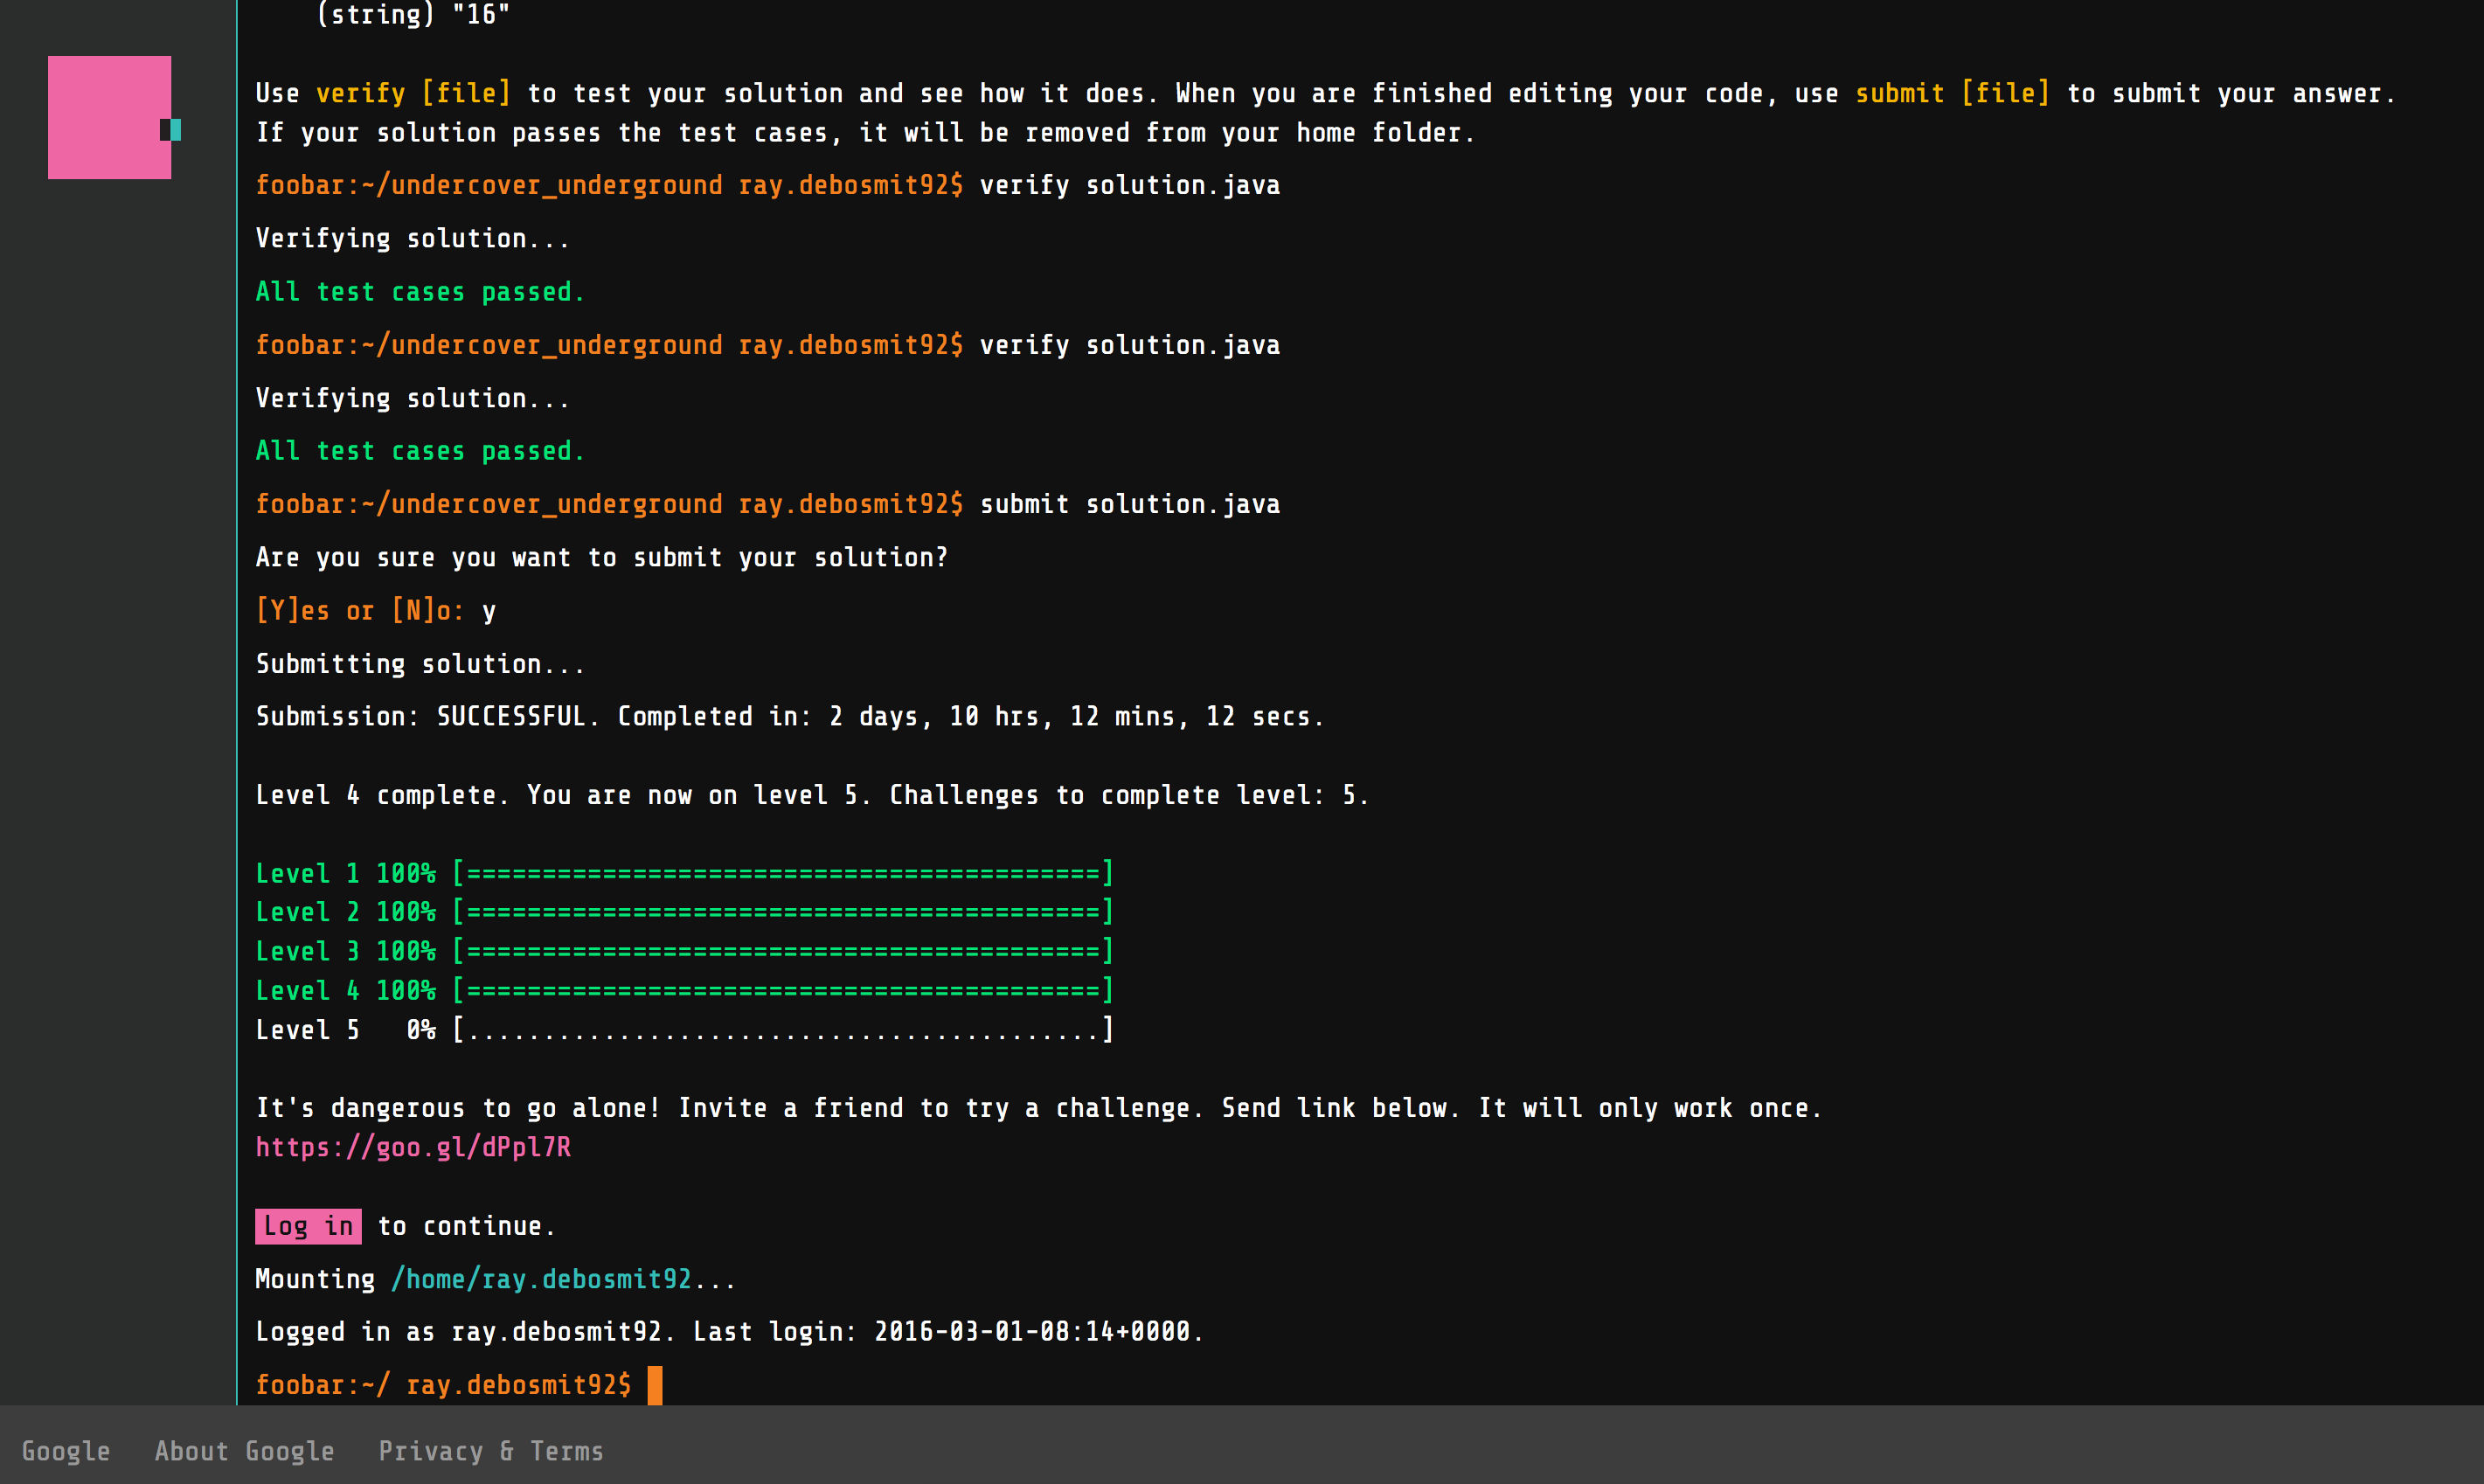 (string) "16"
Use verify [file] to test your solution and see how it does. When you are finished editing your code, use submit [file] to submit your answer.
If your solution passes the test cases, it will be removed from your home folder.
foobar:~/undercover_underground ray.debosmit92$ verify solution.java
Verifying solution...
All test cases passed.
foobar:~/undercover_underground ray.debosmit92$ verify solution.java
Verifying solution...
All test cases passed.
foobar:~/undercover_underground ray.debosmit92$ submit solution.java
Are you sure you want to submit your solution?
[Y]es or [N]o: y
Submitting solution...
Submission: SUCCESSFUL. Completed in: 2 days, 10 hrs, 12 mins, 12 secs.
Level 4 complete. You are now on level 5. Challenges to complete level: 5.
Level 1 100% [==========================================]
Level 2 100% [==========================================]
Level 3 100% [==========================================]
Level 4 100% [==========================================]
Level 5   0% [..........................................]
It's dangerous to go alone! Invite a friend to try a challenge. Send link below. It will only work once.
https://goo.gl/dPpl7R
Log in to continue.
Mounting /home/ray.debosmit92...
Logged in as ray.debosmit92. Last login: 2016-03-01-08:14+0000.
foobar:~/ ray.debosmit92$
Google   About Google   Privacy & Terms